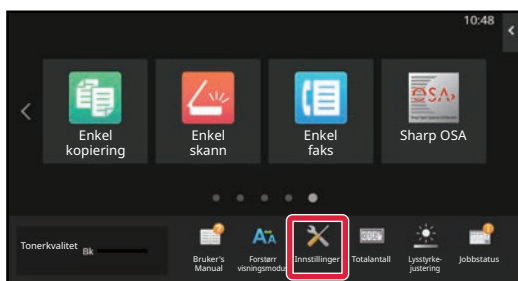 10:48
Enkel
kopiering
Enkel
skann
Enkel
faks
OSA
Sharp OSA
Tonerkvalitet
Bk
Bruker's
Manual
Forstørr
visningsmodus
Innstillinger
Totalantall
Lysstyrke-
justering
Jobbstatus